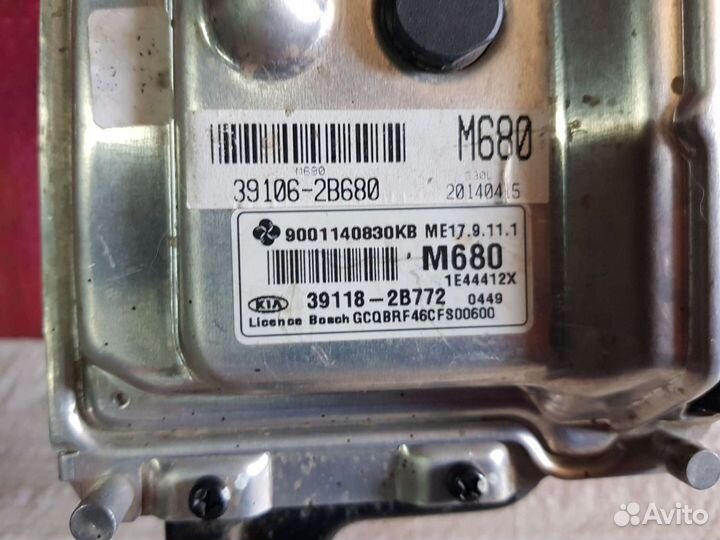 M680
M680
39106-2B680
20140415
9001140830KB ME17.9.11.1
M680
1E44412X
KIA 39118-2B772 0449
Licence Bosch GCQBRF46CFS00600
Avito